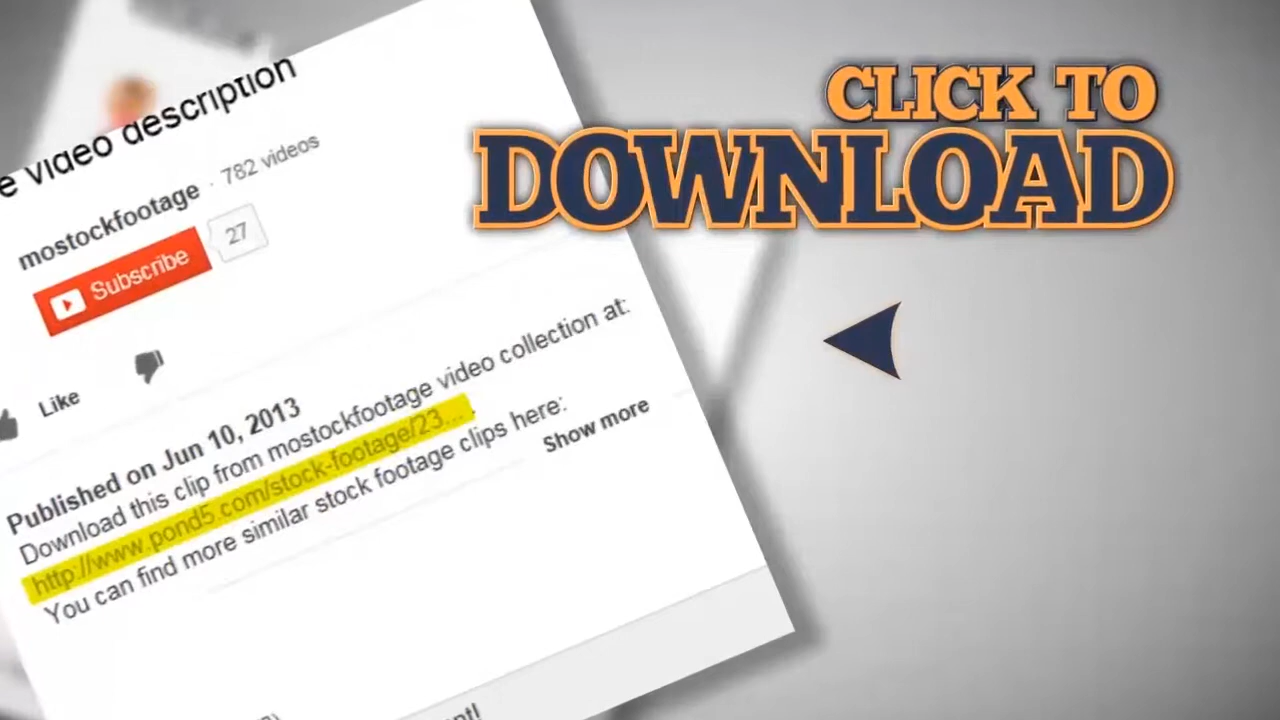 CLICK TO
DOWNLOAD
e video description
mostockfootage · 782 videos
Subscribe
27
Like
Published on Jun 10, 2013
Download this clip from mostockfootage video collection at:
http://www.pond5.com/stock-footage/23... .
You can find more similar stock footage clips here:
Show more